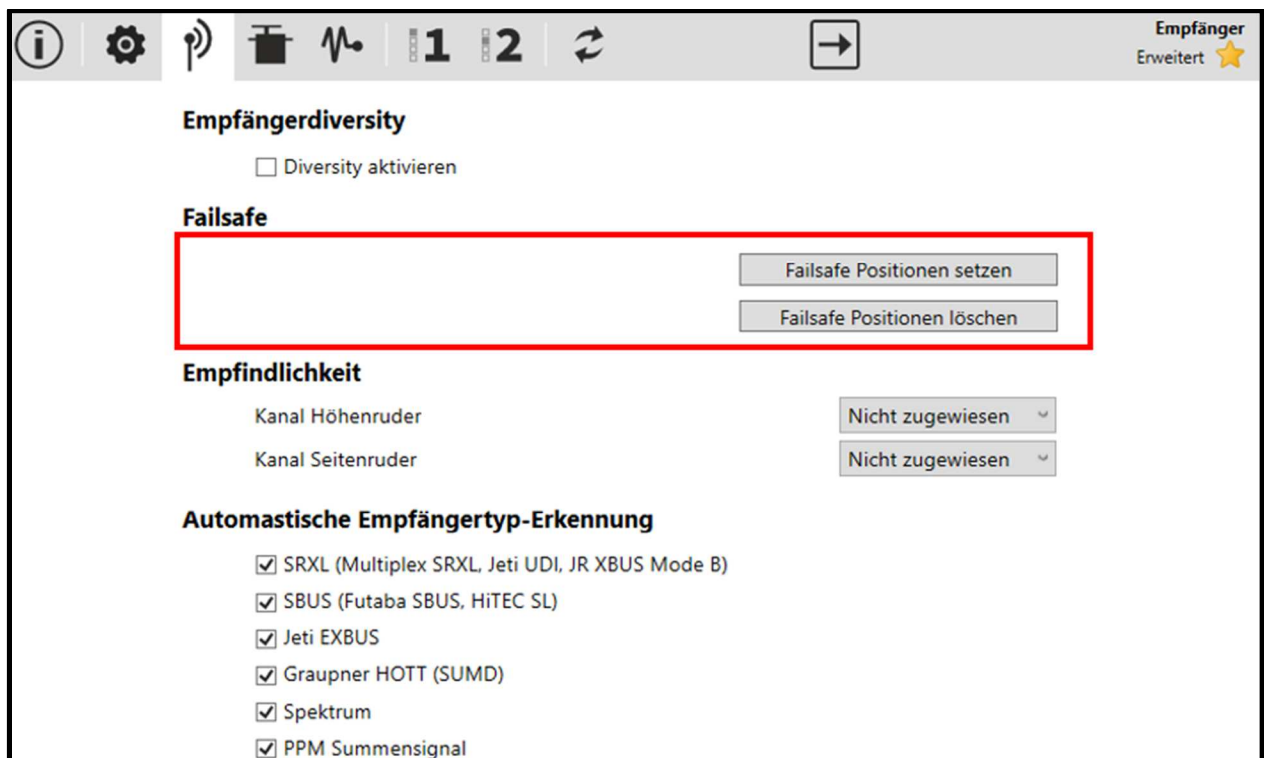 1 2
Empfänger
Erweitert
Empfängerdiversity
Diversity aktivieren
Failsafe
Failsafe Positionen setzen
Failsafe Positionen löschen
Empfindlichkeit
Kanal Höhenruder Nicht zugewiesen
Kanal Seitenruder Nicht zugewiesen
Automastische Empfängertyp-Erkennung
SRXL (Multiplex SRXL, Jeti UDI, JR XBUS Mode B)
SBUS (Futaba SBUS, HiTEC SL)
Jeti EXBUS
Graupner HOTT (SUMD)
Spektrum
PPM Summensignal